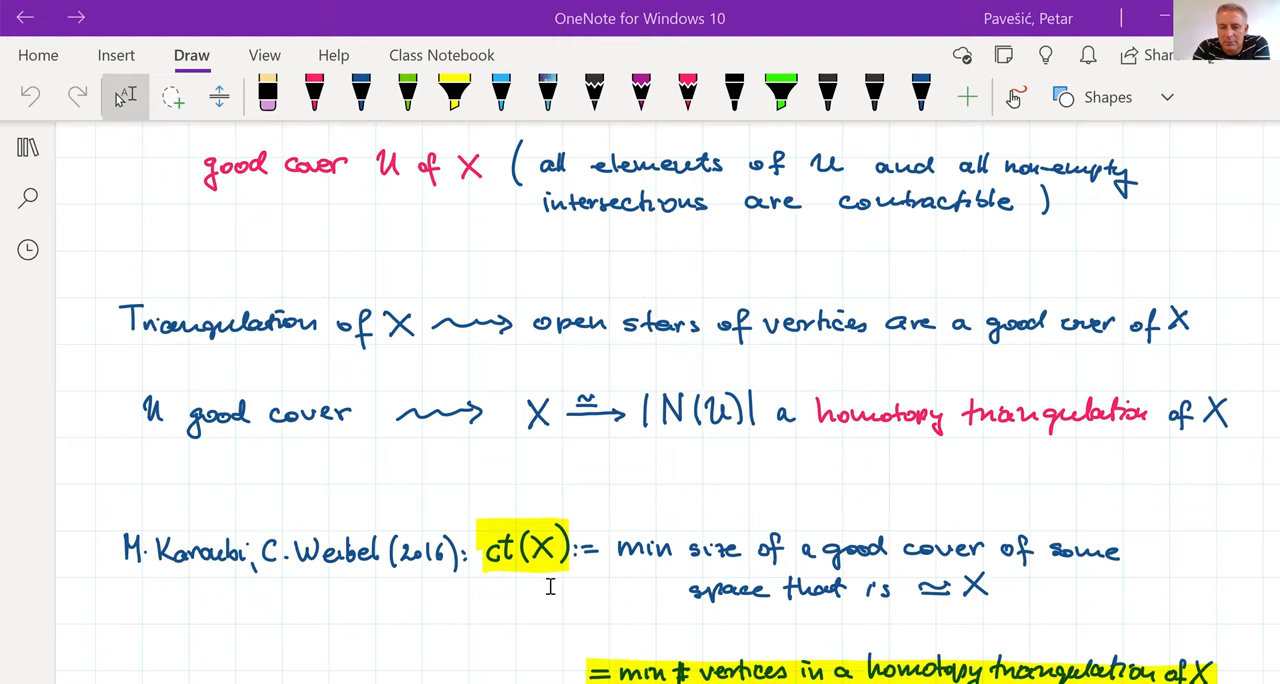 OneNote for Windows 10
Pavešić, Petar
Home Insert Draw View Help Class Notebook
Shar
Shapes
good cover U of X ( all elements of U and all non-empty
intersections are contractible )
Triangulation of X ⇝ open stars of vertices are a good cover of X
U good cover ⇝ X ≃→ |N(U)| a homotopy triangulation of X
M. Karoubi, C. Weibel (2016): ct(X) := min size of a good cover of some
space that is ≃ X
= min # vertices in a homotopy triangulation of X